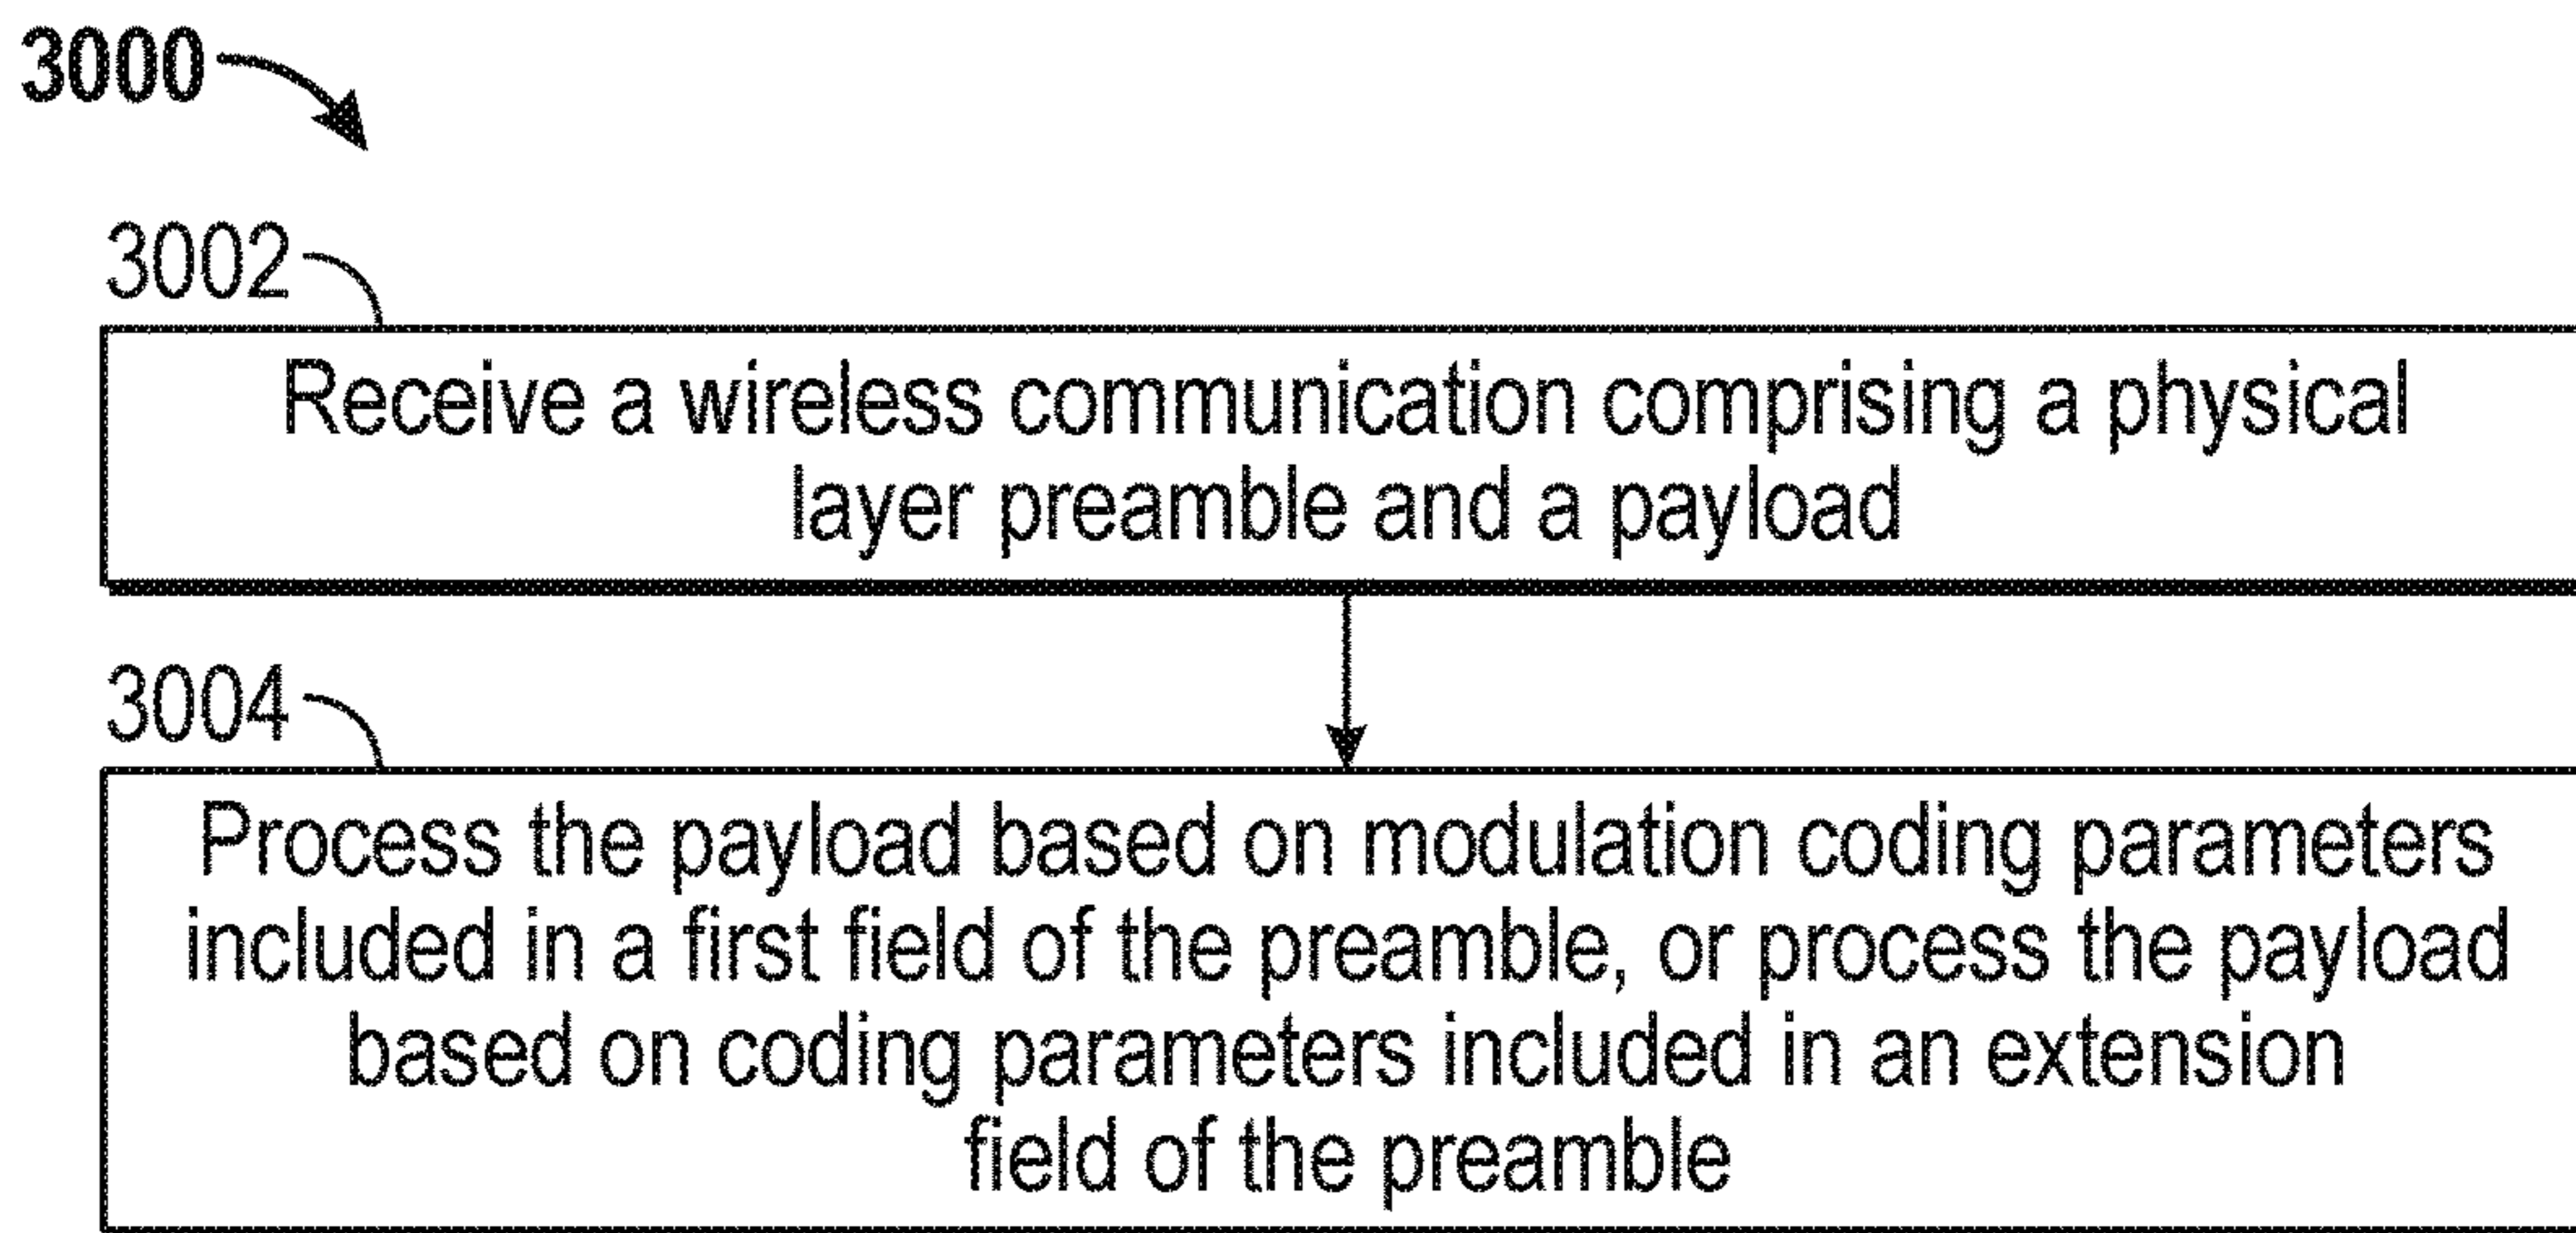 3000
3002
Receive a wireless communication comprising a physical
layer preamble and a payload
3004
Process the payload based on modulation coding parameters
included in a first field of the preamble, or process the payload
based on coding parameters included in an extension
field of the preamble